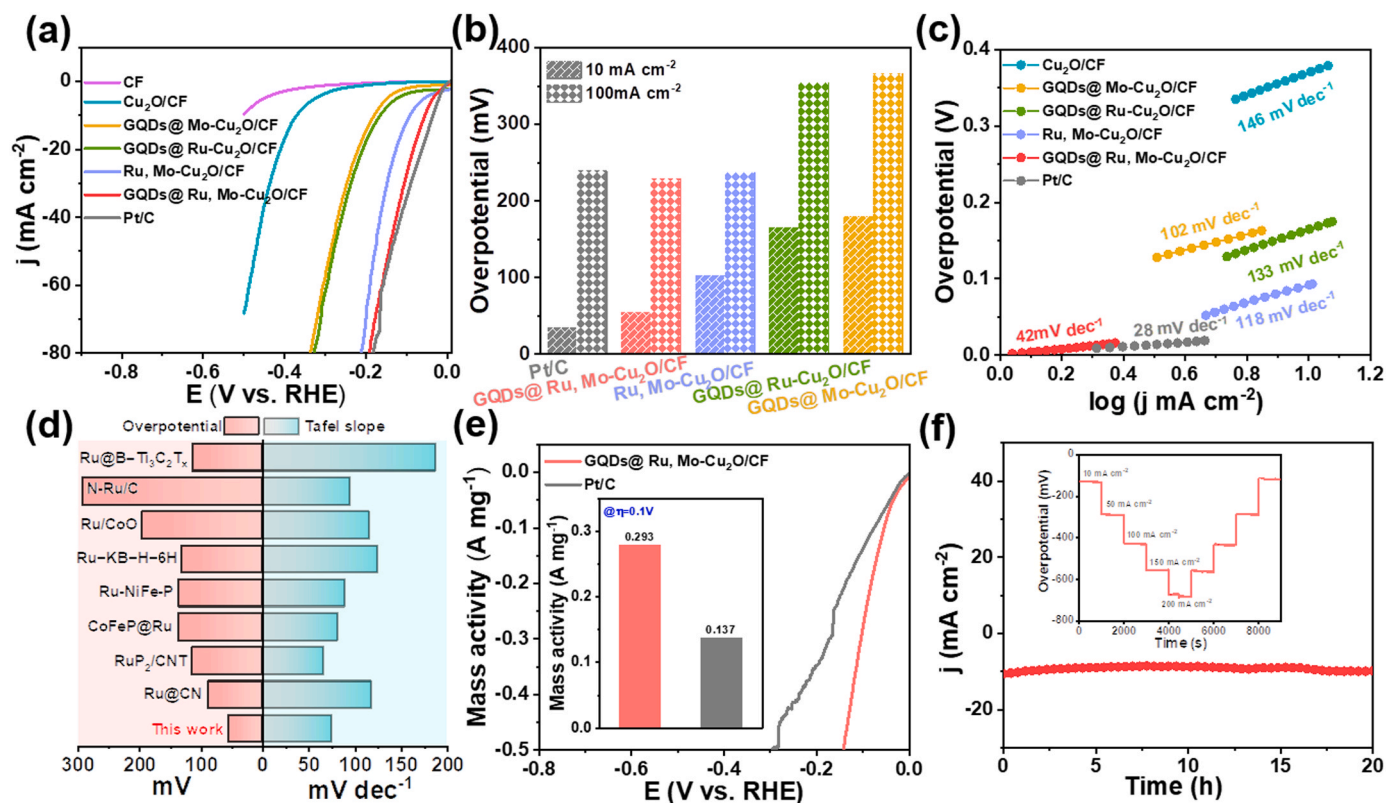 (a)
0
-20
-40
-60
-80
j (mA cm⁻²)
CF
Cu₂O/CF
GQDs@ Mo-Cu₂O/CF
GQDs@ Ru-Cu₂O/CF
Ru, Mo-Cu₂O/CF
GQDs@ Ru, Mo-Cu₂O/CF
Pt/C
-0.8 -0.6 -0.4 -0.2 0.0
E (V vs. RHE)
(b)
400
300
200
100
0
Overpotential (mV)
10 mA cm⁻²
100mA cm⁻²
Pt/C
GQDs@ Ru, Mo-Cu₂O/CF
Ru, Mo-Cu₂O/CF
GQDs@ Ru-Cu₂O/CF
GQDs@ Mo-Cu₂O/CF
(c)
0.4
0.3
0.2
0.1
0.0
Overpotential (V)
Cu₂O/CF
GQDs@ Mo-Cu₂O/CF
GQDs@ Ru-Cu₂O/CF
Ru, Mo-Cu₂O/CF
GQDs@ Ru, Mo-Cu₂O/CF
Pt/C
146 mV dec⁻¹
102 mV dec⁻¹
133 mV dec⁻¹
42mV dec⁻¹
28 mV dec⁻¹
118 mV dec⁻¹
0.0 0.2 0.4 0.6 0.8 1.0 1.2
log (j mA cm⁻²)
(d)
Overpotential
Tafel slope
Ru@B–Ti₃C₂Tₓ
N-Ru/C
Ru/CoO
Ru–KB–H–6H
Ru-NiFe-P
CoFeP@Ru
RuP₂/CNT
Ru@CN
This work
300 200 100 0 50 100 150 200
mV
mV dec⁻¹
(e)
0.0
-0.1
-0.2
-0.3
-0.4
-0.5
Mass activity (A mg⁻¹)
GQDs@ Ru, Mo-Cu₂O/CF
Pt/C
@η=0.1V
0.293
0.137
0.3
0.2
0.1
0.0
Mass activity (A mg⁻¹)
-0.8 -0.6 -0.4 -0.2 0.0
E (V vs. RHE)
(f)
40
20
0
-20
j (mA cm⁻²)
0
-200
-400
-600
-800
Overpotential (mV)
10 mA cm⁻²
50 mA cm⁻²
100 mA cm⁻²
150 mA cm⁻²
200 mA cm⁻²
0 2000 4000 6000 8000
Time (s)
0 5 10 15 20
Time (h)